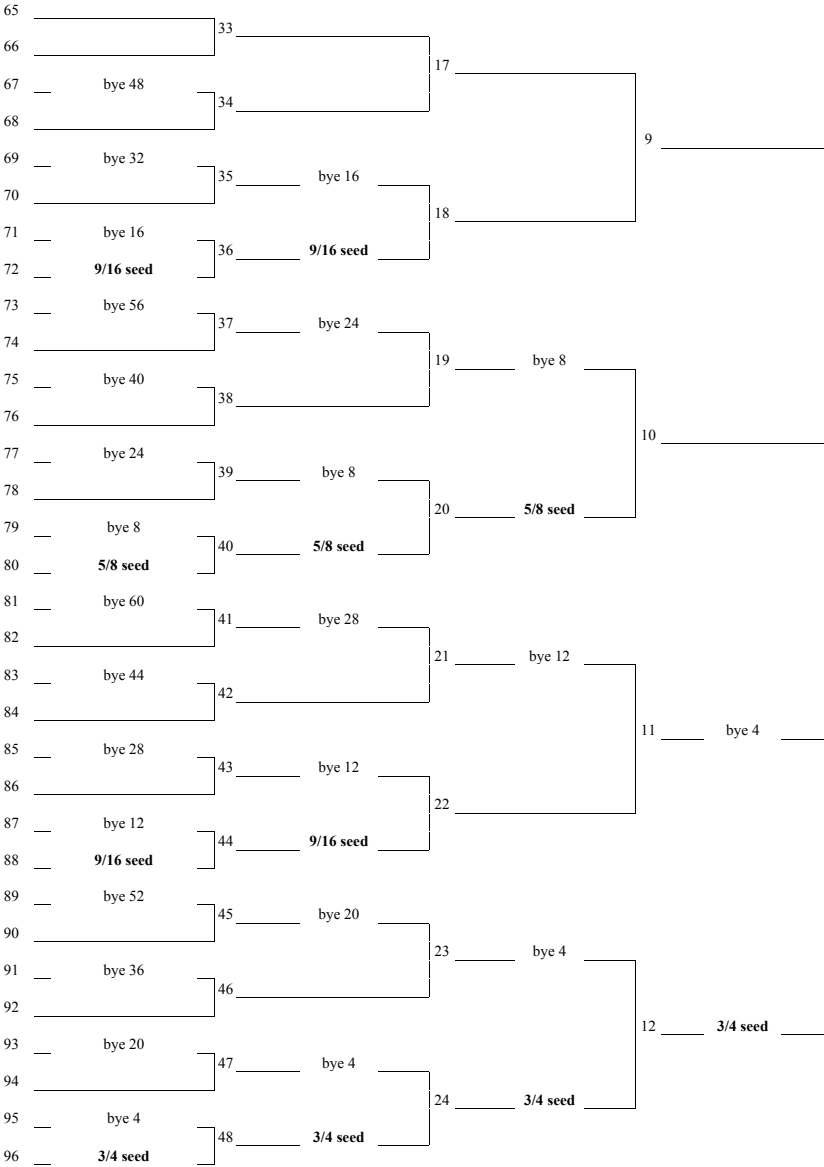 65
33
66
17
67 bye 48
34
68
9
69 bye 32
35 bye 16
70
18
71 bye 16
36 9/16 seed
72 9/16 seed
73 bye 56
37 bye 24
74
19 bye 8
75 bye 40
38
76
10
77 bye 24
39 bye 8
78
20 5/8 seed
79 bye 8
40 5/8 seed
80 5/8 seed
81 bye 60
41 bye 28
82
21 bye 12
83 bye 44
42
84
11 bye 4
85 bye 28
43 bye 12
86
22
87 bye 12
44 9/16 seed
88 9/16 seed
89 bye 52
45 bye 20
90
23 bye 4
91 bye 36
46
92
12 3/4 seed
93 bye 20
47 bye 4
94
24 3/4 seed
95 bye 4
48 3/4 seed
96 3/4 seed